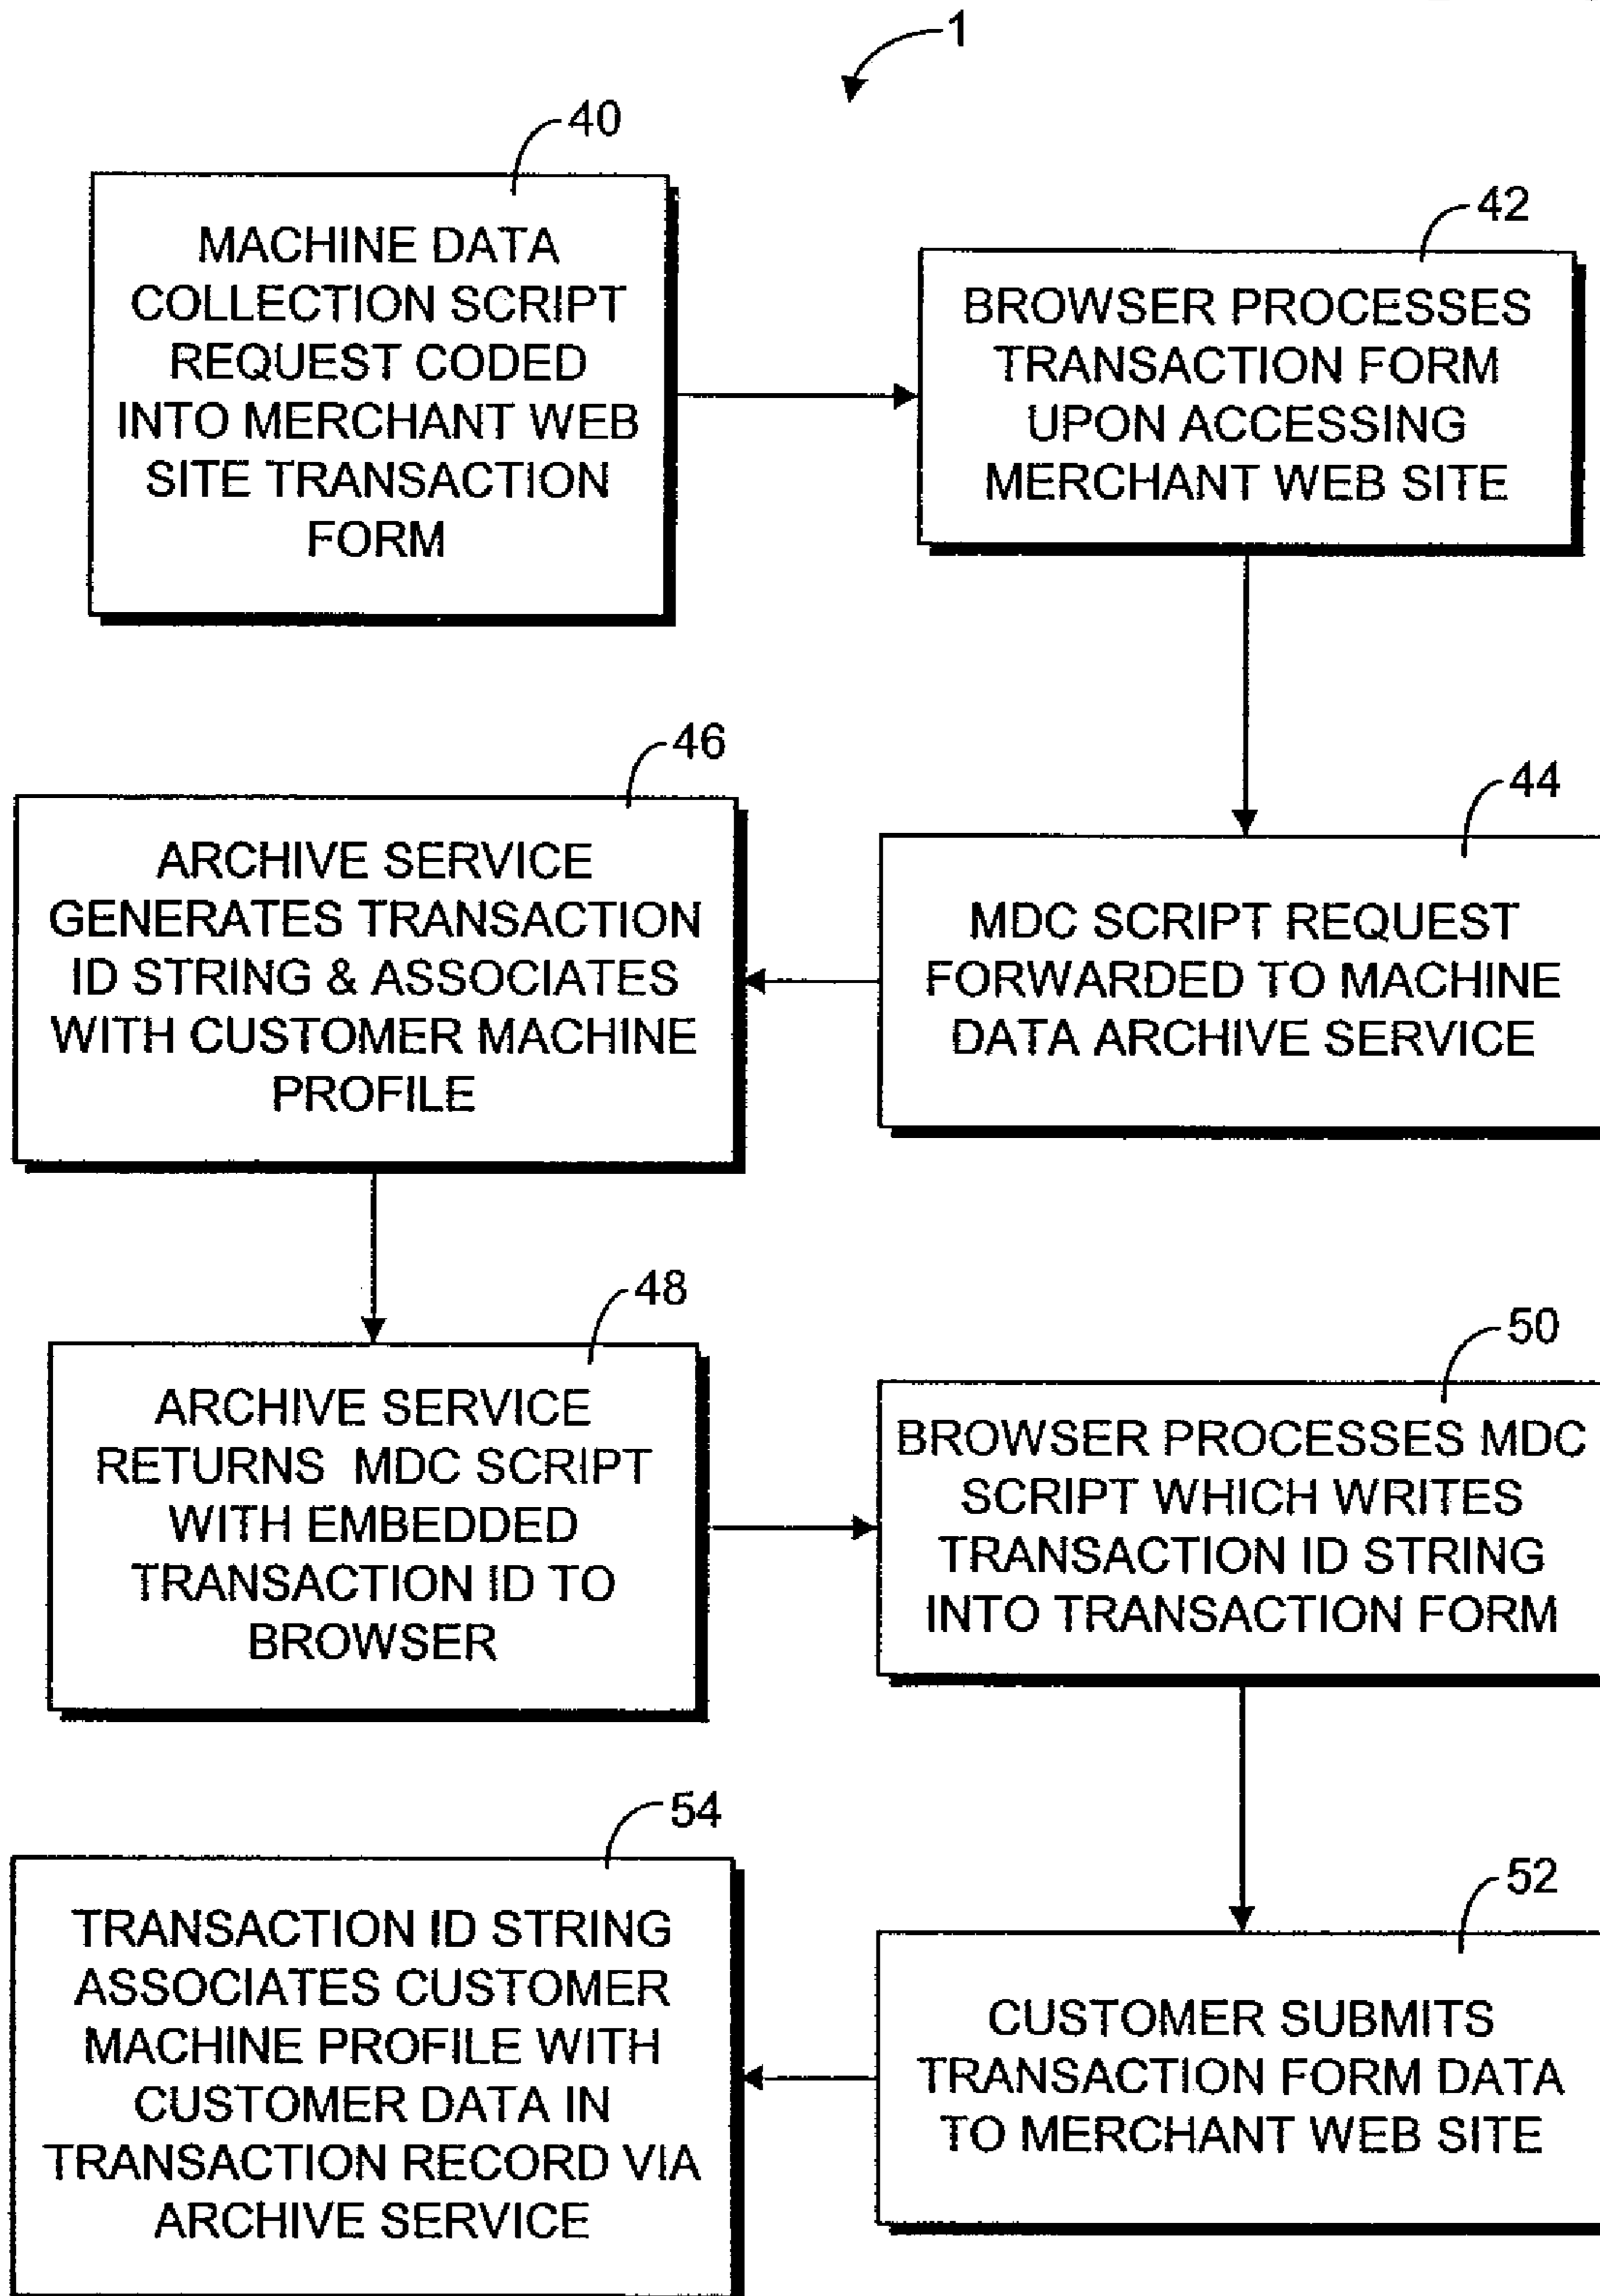 1
40
MACHINE DATA
COLLECTION SCRIPT
REQUEST CODED
INTO MERCHANT WEB
SITE TRANSACTION
FORM
42
BROWSER PROCESSES
TRANSACTION FORM
UPON ACCESSING
MERCHANT WEB SITE
44
MDC SCRIPT REQUEST
FORWARDED TO MACHINE
DATA ARCHIVE SERVICE
46
ARCHIVE SERVICE
GENERATES TRANSACTION
ID STRING & ASSOCIATES
WITH CUSTOMER MACHINE
PROFILE
48
ARCHIVE SERVICE
RETURNS MDC SCRIPT
WITH EMBEDDED
TRANSACTION ID TO
BROWSER
50
BROWSER PROCESSES MDC
SCRIPT WHICH WRITES
TRANSACTION ID STRING
INTO TRANSACTION FORM
52
CUSTOMER SUBMITS
TRANSACTION FORM DATA
TO MERCHANT WEB SITE
54
TRANSACTION ID STRING
ASSOCIATES CUSTOMER
MACHINE PROFILE WITH
CUSTOMER DATA IN
TRANSACTION RECORD VIA
ARCHIVE SERVICE